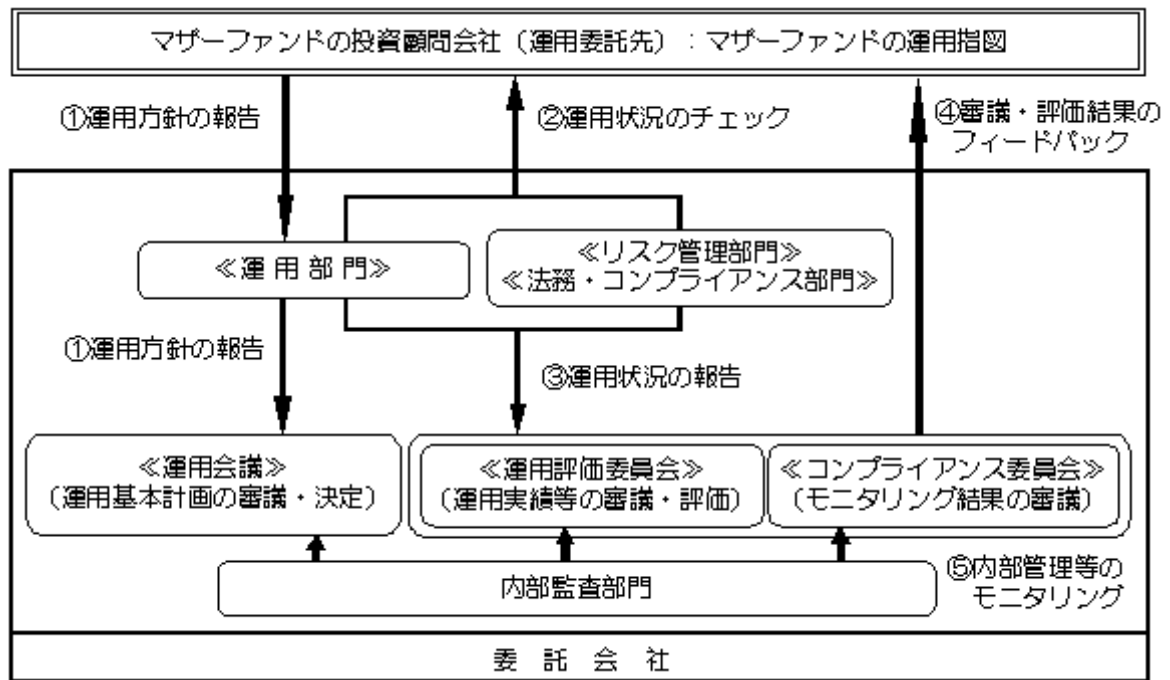 マザーファンドの投資顧問会社（運用委託先）：マザーファンドの運用指図
①運用方針の報告
②運用状況のチェック
④審議・評価結果の
フィードバック
≪運 用 部 門≫
≪リスク管理部門≫
≪法務・コンプライアンス部門≫
①運用方針の報告
③運用状況の報告
≪運用会議≫
（運用基本計画の審議・決定）
≪運用評価委員会≫
（運用実績等の審議・評価）
≪コンプライアンス委員会≫
（モニタリング結果の審議）
内部監査部門
⑤内部管理等の
モニタリング
委 託 会 社